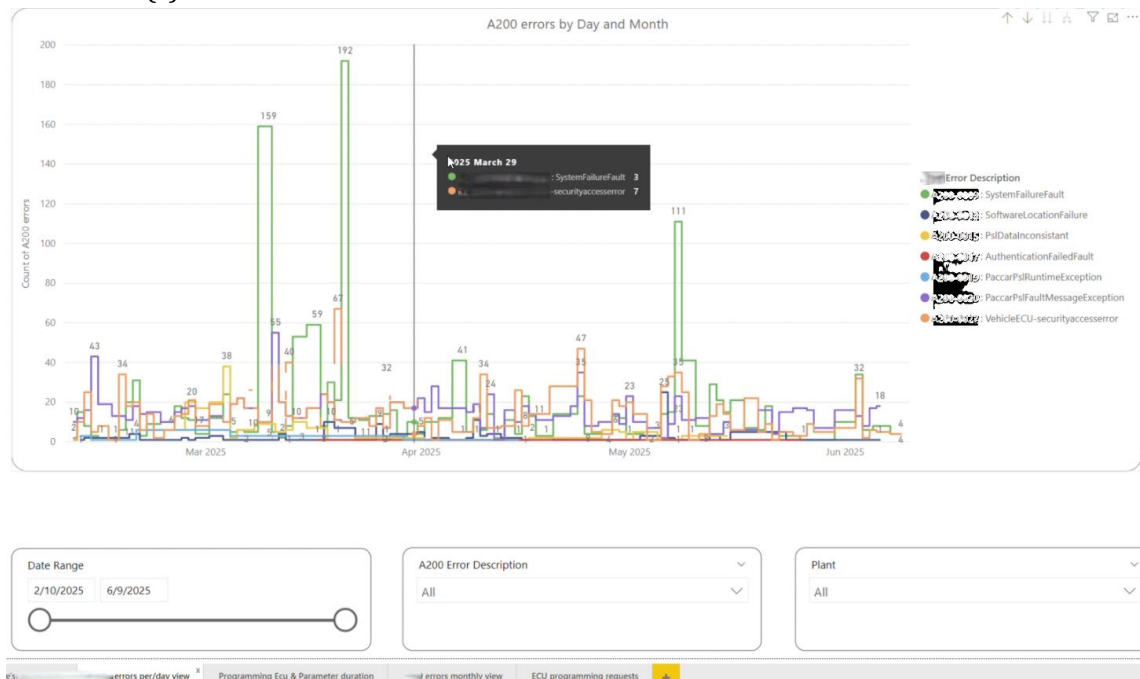 A200 errors by Day and Month
Count of A200 errors
200
180
160
140
120
100
80
60
40
20
0
192
159
111
67
59
55
47
43
41
40
38
35
35
34
34
32
32
25
24
23
23
20
18
11
10
10
10
Mar 2025
Apr 2025
May 2025
Jun 2025
2025 March 29
: SystemFailureFault 3
-securityaccesserror 7
Error Description
: SystemFailureFault
: SoftwareLocationFailure
: PslDataInconsistant
: AuthenticationFailedFault
: PaccarPslRuntimeException
: PaccarPslFaultMessageException
: VehicleECU-securityaccesserror
Date Range
2/10/2025 6/9/2025
A200 Error Description
All
Plant
All
errors per/day view x
Programming Ecu & Parameter duration
errors monthly view
ECU programming requests
+